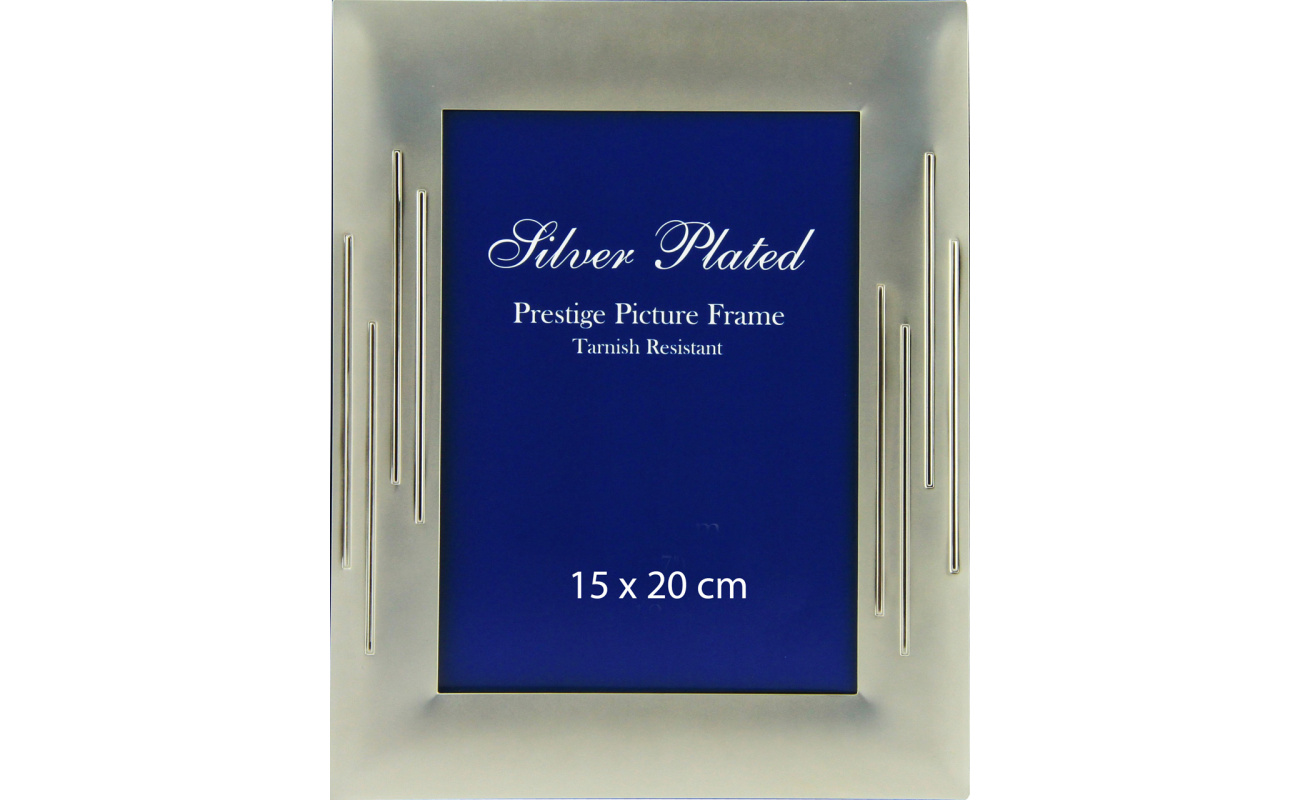 Silver Plated
Prestige Picture Frame
Tarnish Resistant
15 x 20 cm